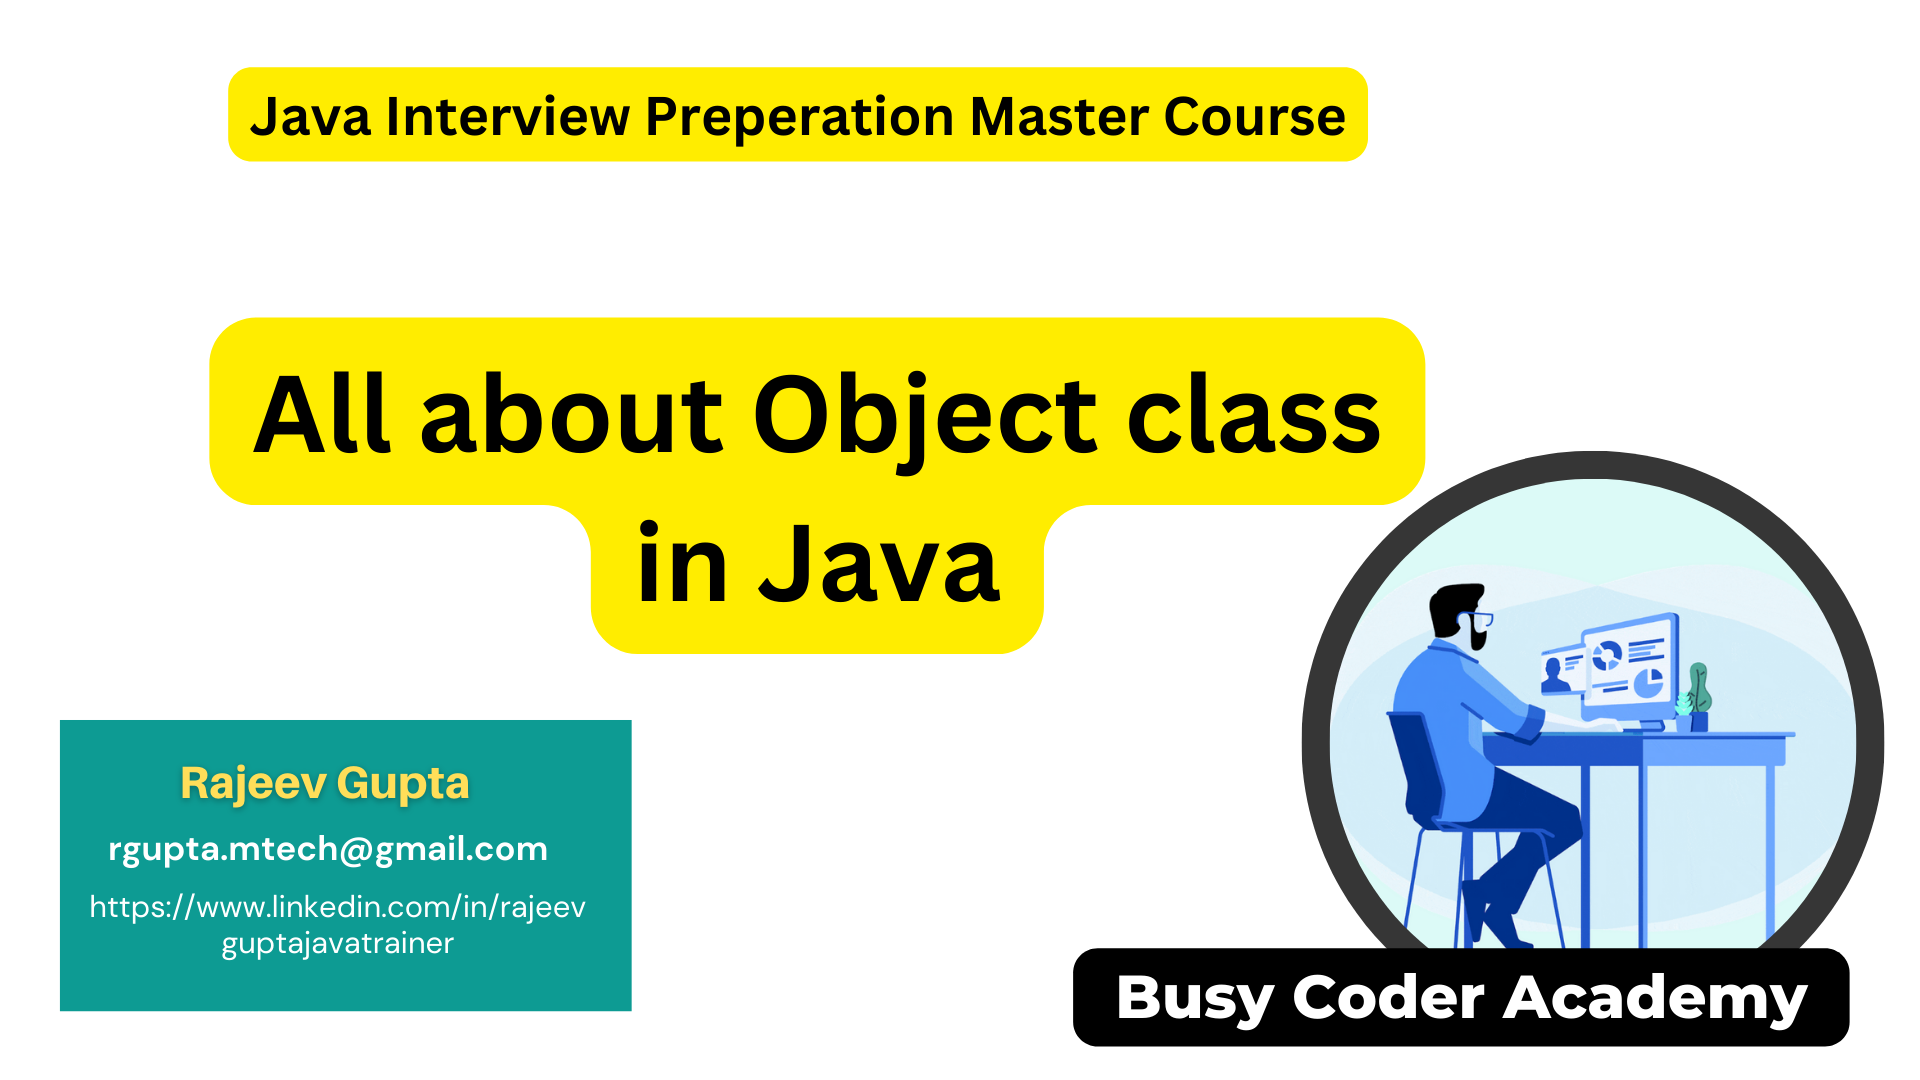 Java Interview Preperation Master Course
All about Object class
in Java
Rajeev Gupta
rgupta.mtech@gmail.com
https://www.linkedin.com/in/rajeev
guptajavatrainer
Busy Coder Academy